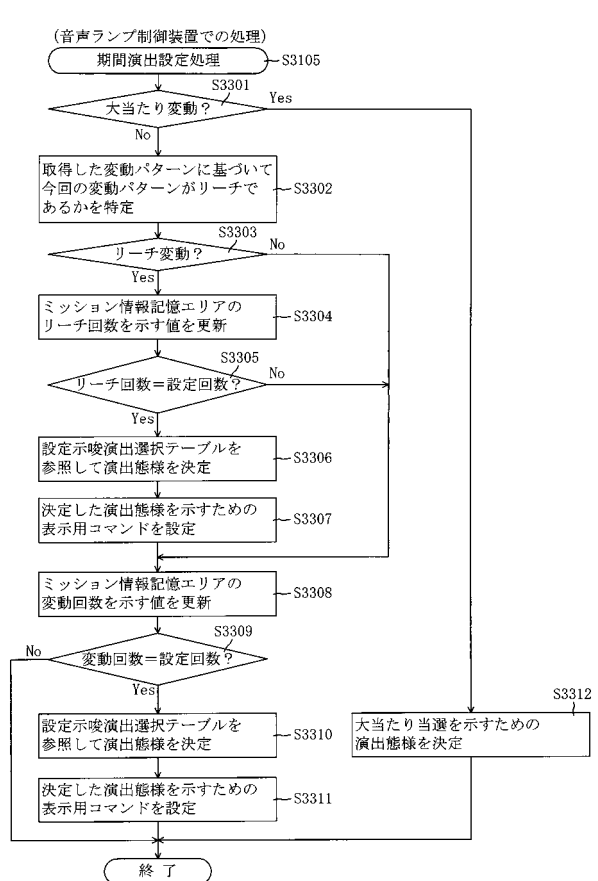 (音声ランプ制御装置での処理)
期間演出設定処理
S3105
S3301
大当たり変動?
Yes
No
取得した変動パターンに基づいて
今回の変動パターンがリーチで
あるかを特定
S3302
S3303
リーチ変動?
No
Yes
ミッション情報記憶エリアの
リーチ回数を示す値を更新
S3304
S3305
リーチ回数=設定回数?
No
Yes
設定示唆演出選択テーブルを
参照して演出態様を決定
S3306
決定した演出態様を示すための
表示用コマンドを設定
S3307
ミッション情報記憶エリアの
変動回数を示す値を更新
S3308
S3309
No
変動回数=設定回数?
Yes
S3312
設定示唆演出選択テーブルを
参照して演出態様を決定
S3310
大当たり当選を示すための
演出態様を決定
決定した演出態様を示すための
表示用コマンドを設定
S3311
終 了